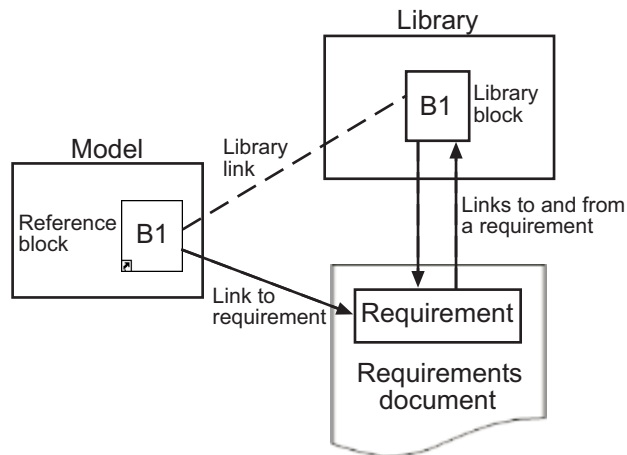 Library
B1
Library
block
Library
link
Model
Reference
block
B1
Links to and from
a requirement
Link to
requirement
Requirement
Requirements
document